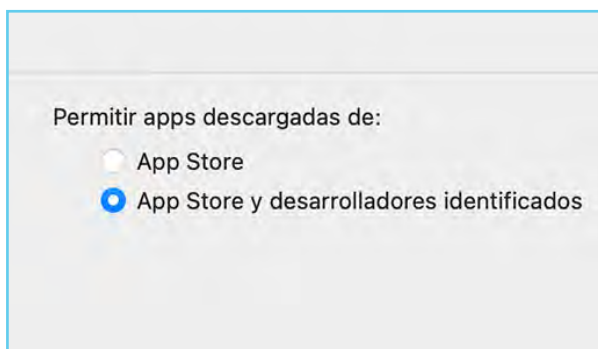 Permitir apps descargadas de:
App Store
App Store y desarrolladores identificados